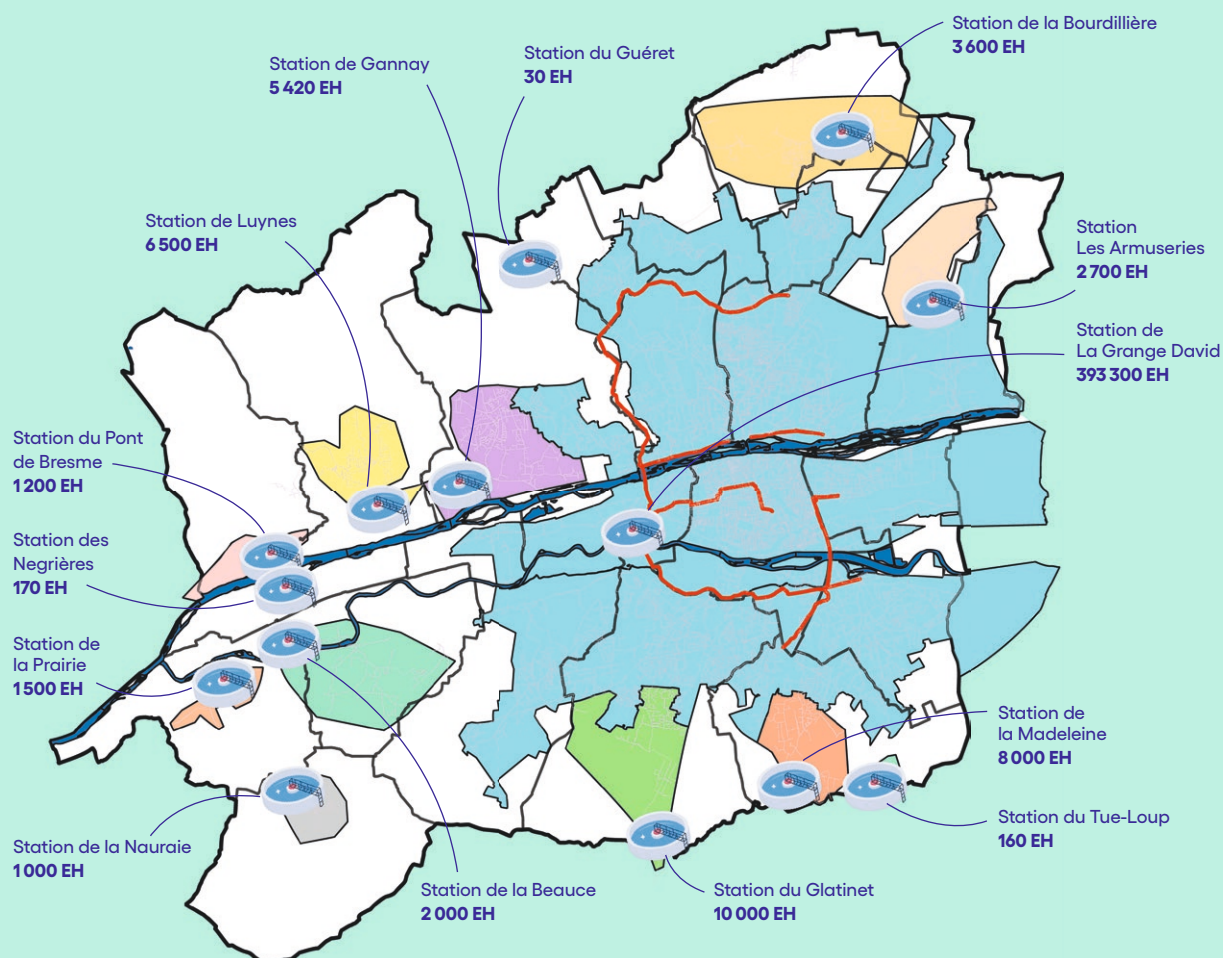 Station de la Bourdillière
3 600 EH
Station du Guéret
30 EH
Station de Gannay
5 420 EH
Station de Luynes
6 500 EH
Station
Les Armuseries
2 700 EH
Station de
La Grange David
393 300 EH
Station du Pont
de Bresme
1 200 EH
Station des
Negrières
170 EH
Station de
la Prairie
1 500 EH
Station de
la Madeleine
8 000 EH
Station du Tue-Loup
160 EH
Station de la Nauraie
1 000 EH
Station de la Beauce
2 000 EH
Station du Glatinet
10 000 EH